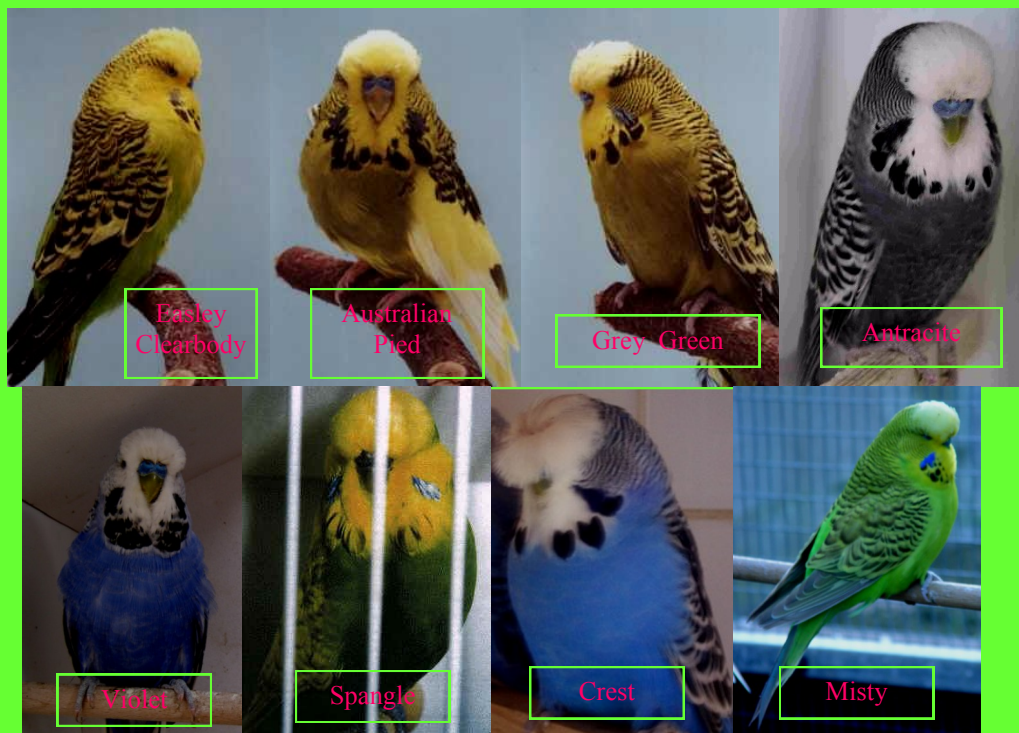 Easley
Clearbody
Australian
Pied
Grey Green
Antracite
Violet
Spangle
Crest
Misty